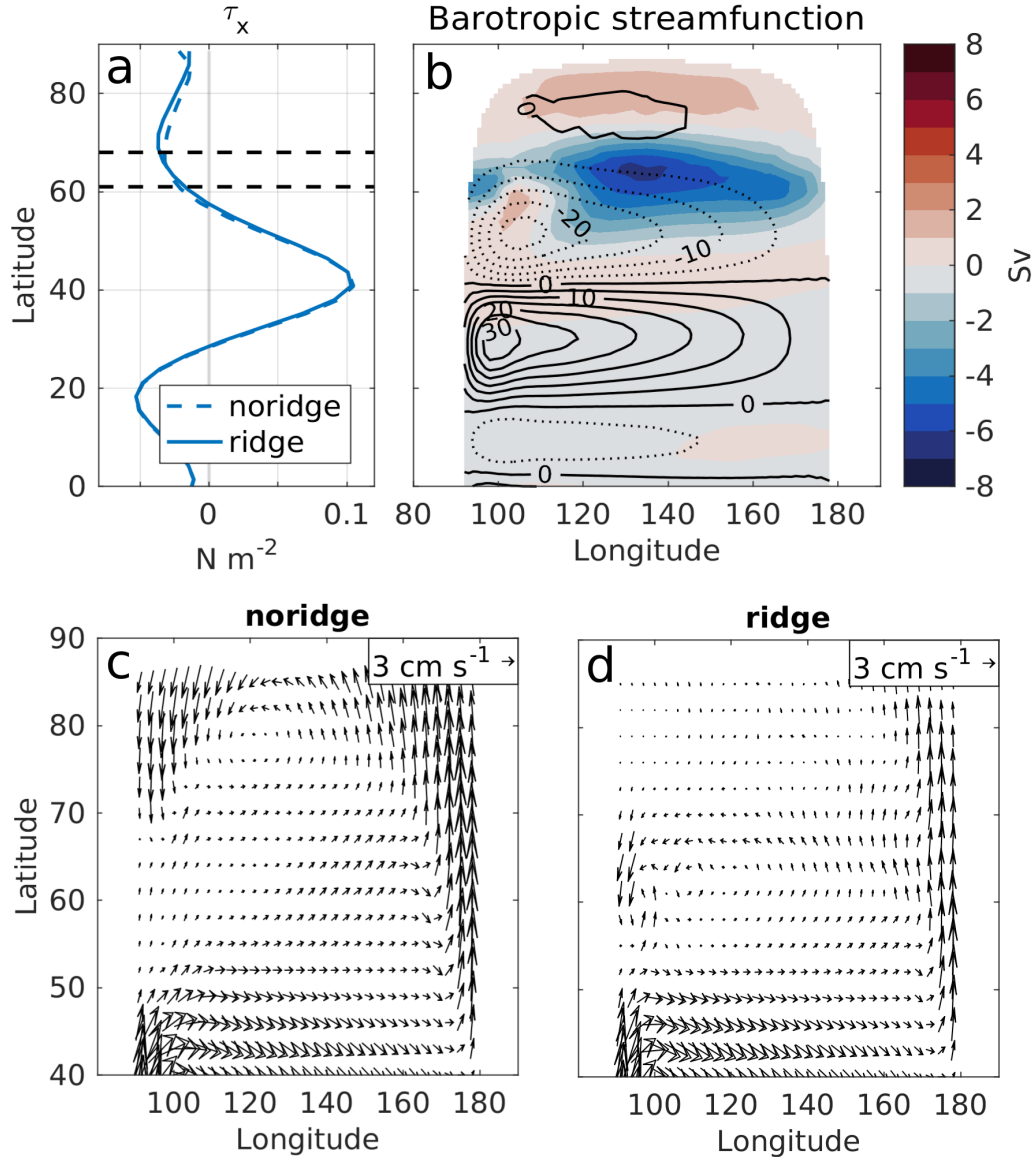 τx
a
Latitude
80
60
40
20
0
noridge
ridge
0
0.1
N m-2
Barotropic streamfunction
b
0
-20
-10
0
10
20
30
0
0
80
100
120
140
160
180
Longitude
8
6
4
2
0
-2
-4
-6
-8
Sv
noridge
c
3 cm s-1
Latitude
90
80
70
60
50
40
100
120
140
160
180
Longitude
ridge
d
3 cm s-1
100
120
140
160
180
Longitude